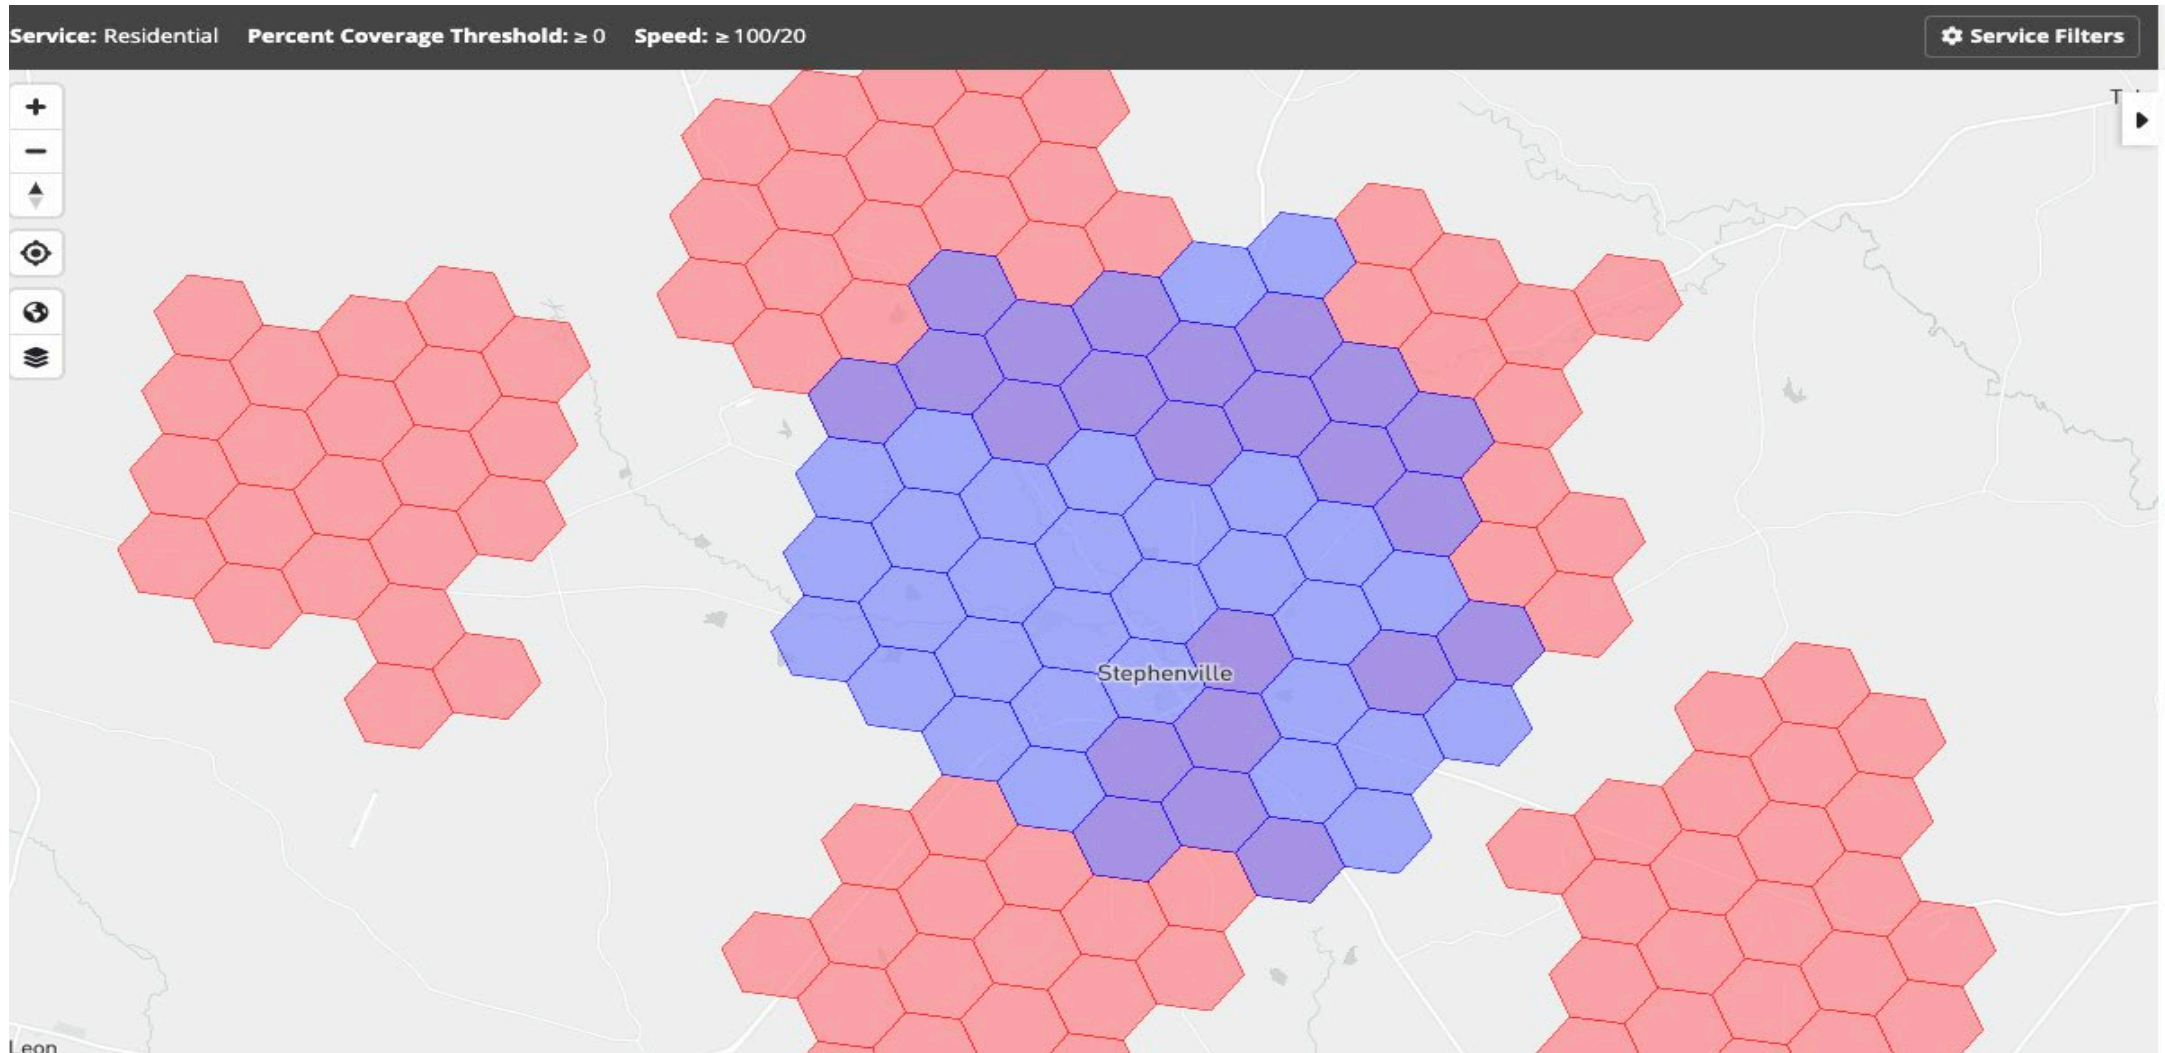 Service: Residential Percent Coverage Threshold: ≥ 0 Speed: ≥ 100/20 Service Filters
Stephenville
Leon